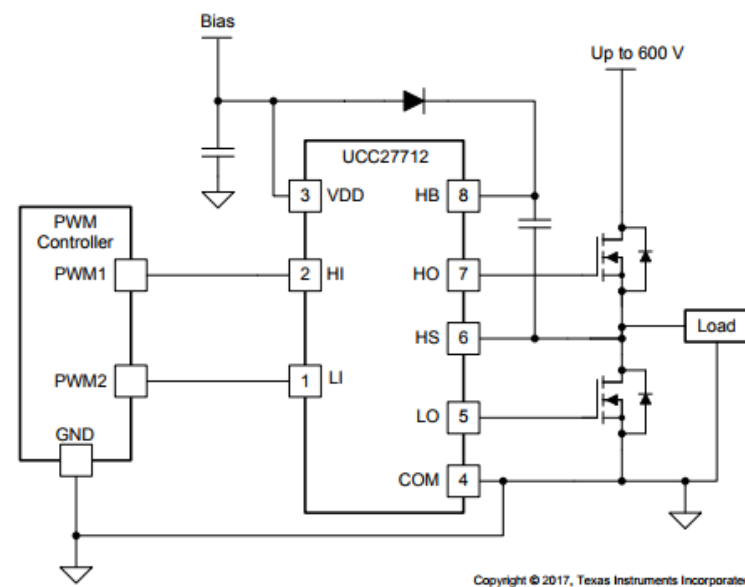 Bias
Up to 600 V
UCC27712
3 VDD
HB 8
PWM
Controller
PWM1
2 HI
HO 7
HS 6
Load
PWM2
1 LI
LO 5
GND
COM 4
Copyright © 2017, Texas Instruments Incorporated